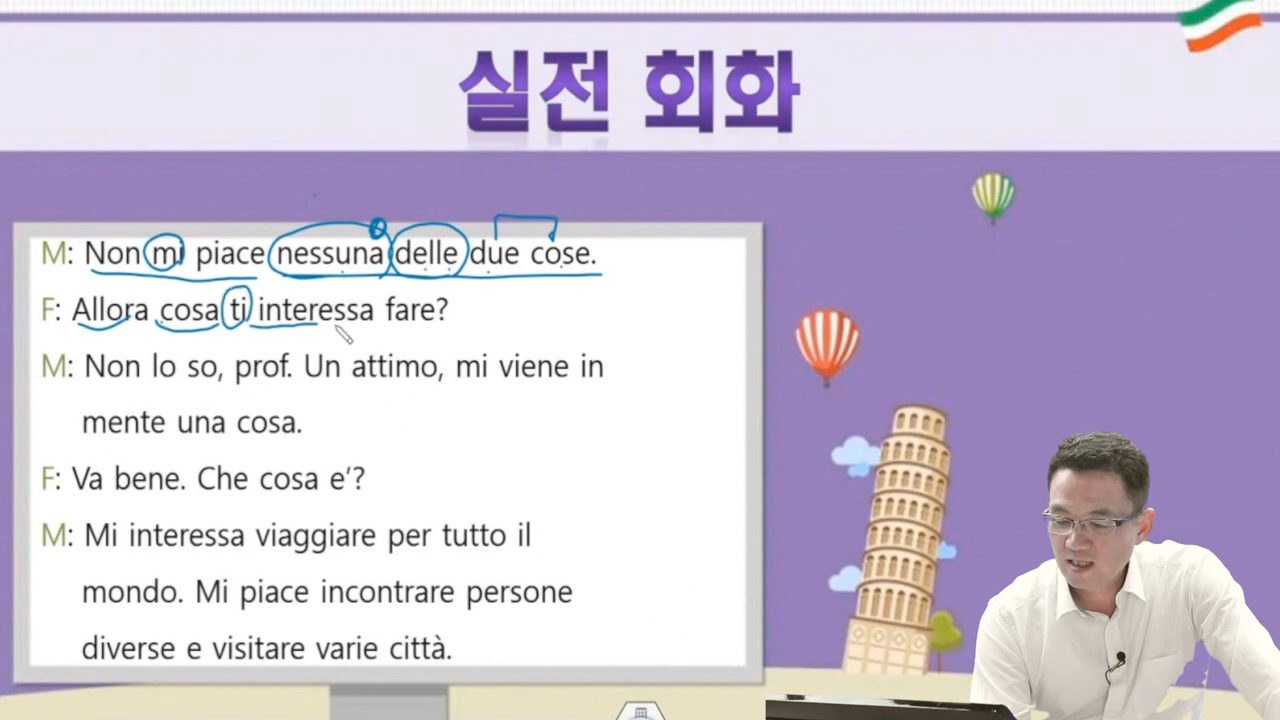 실전 회화
M: Non mi piace nessuna delle due cose.
F: Allora cosa ti interessa fare?
M: Non lo so, prof. Un attimo, mi viene in
mente una cosa.
F: Va bene. Che cosa e’?
M: Mi interessa viaggiare per tutto il
mondo. Mi piace incontrare persone
diverse e visitare varie città.